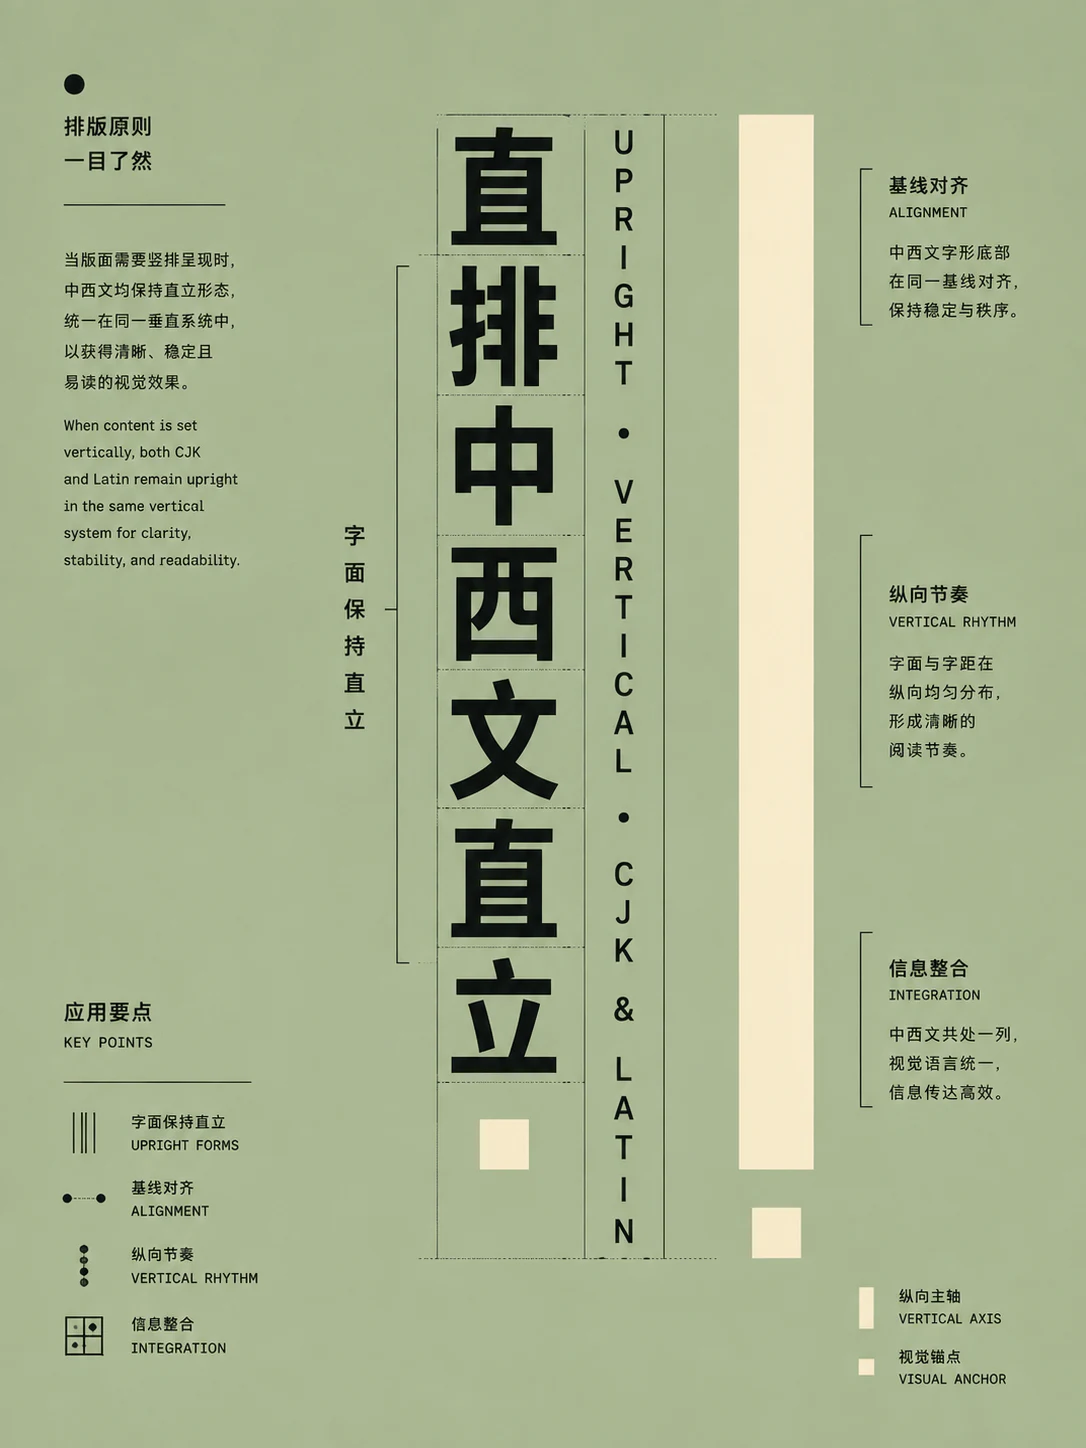 排版原则
一目了然
当版面需要竖排呈现时，
中西文均保持直立形态，
统一在同一垂直系统中，
以获得清晰、稳定且
易读的视觉效果。
When content is set
vertically, both CJK
and Latin remain upright
in the same vertical
system for clarity,
stability, and readability.
字面保持直立
直排中西文直立
UPRIGHT • VERTICAL • CJK & LATIN
基线对齐
ALIGNMENT
中西文字形底部
在同一基线对齐，
保持稳定与秩序。
纵向节奏
VERTICAL RHYTHM
字面与字距在
纵向均匀分布，
形成清晰的
阅读节奏。
信息整合
INTEGRATION
中西文共处一列，
视觉语言统一，
信息传达高效。
应用要点
KEY POINTS
字面保持直立
UPRIGHT FORMS
基线对齐
ALIGNMENT
纵向节奏
VERTICAL RHYTHM
信息整合
INTEGRATION
纵向主轴
VERTICAL AXIS
视觉锚点
VISUAL ANCHOR